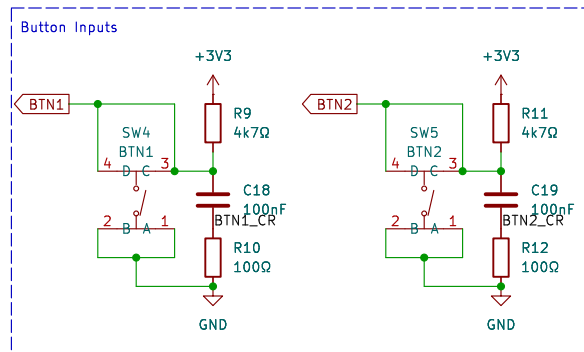 Button Inputs
+3V3
+3V3
BTN1
R9
4k7Ω
BTN2
R11
4k7Ω
SW4
BTN1
SW5
BTN2
4
D
C
3
4
D
C
3
C18
100nF
C19
100nF
BTN1_CR
BTN2_CR
2
B
A
1
2
B
A
1
R10
100Ω
R12
100Ω
GND
GND